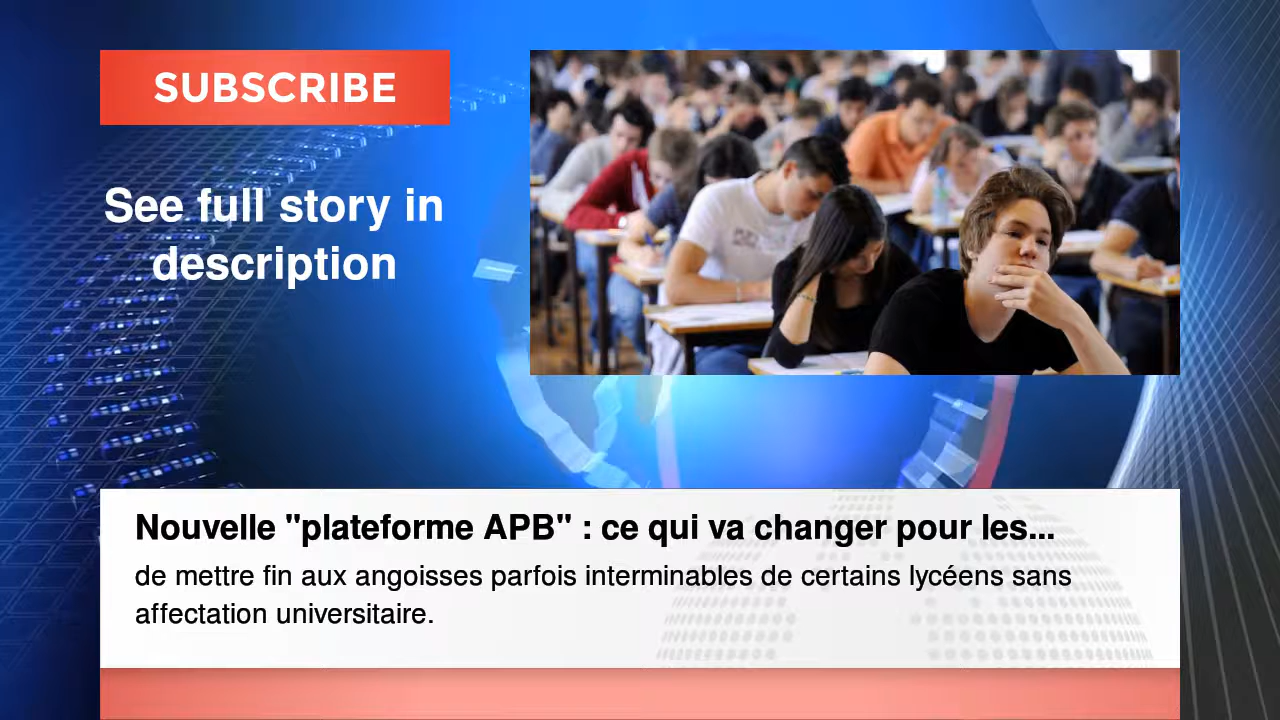 SUBSCRIBE
See full story in
description
Nouvelle "plateforme APB" : ce qui va changer pour les...
de mettre fin aux angoisses parfois interminables de certains lycéens sans
affectation universitaire.